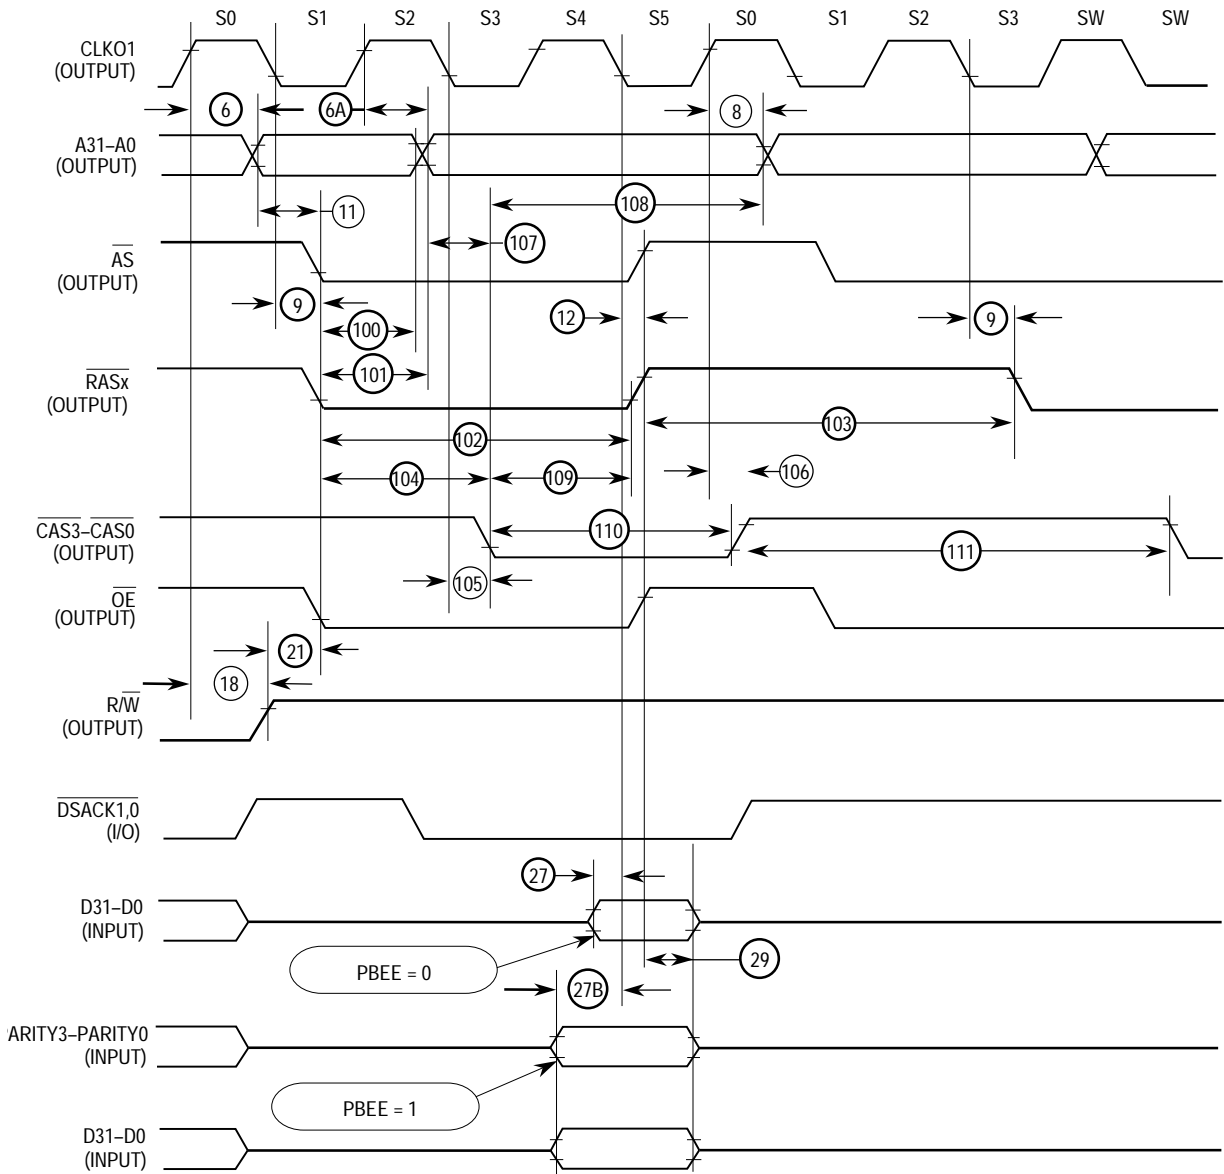 S0 S1 S2 S3 S4 S5 S0 S1 S2 S3 SW SW
CLKO1
(OUTPUT)
6 6A 8
A31–A0
(OUTPUT)
11 108
107
AS
(OUTPUT)
9 12 9
100
RASx
(OUTPUT)
101
102 103
104 109 106
CAS3–CAS0
(OUTPUT)
110 111
105
OE
(OUTPUT)
21
18
R/W
(OUTPUT)
DSACK1,0
(I/O)
27
D31–D0
(INPUT)
PBEE = 0
29
27B
ARITY3–PARITY0
(INPUT)
PBEE = 1
D31–D0
(INPUT)